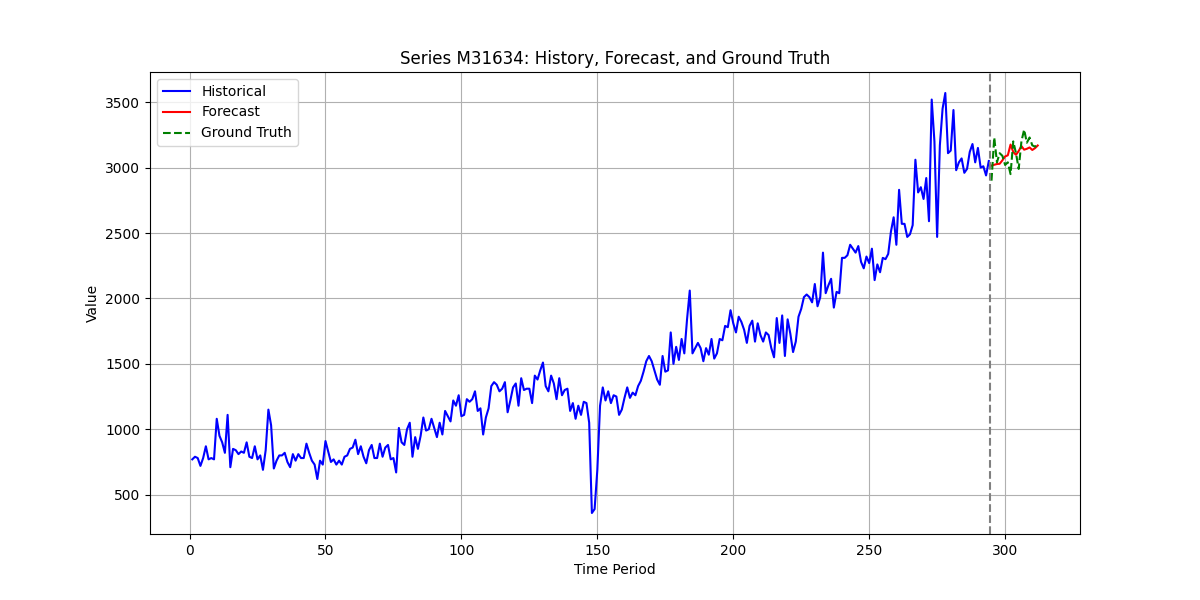 Series M31634: History, Forecast, and Ground Truth
Historical
Forecast
Ground Truth
3500
3000
2500
2000
1500
1000
500
Value
0 50 100 150 200 250 300
Time Period